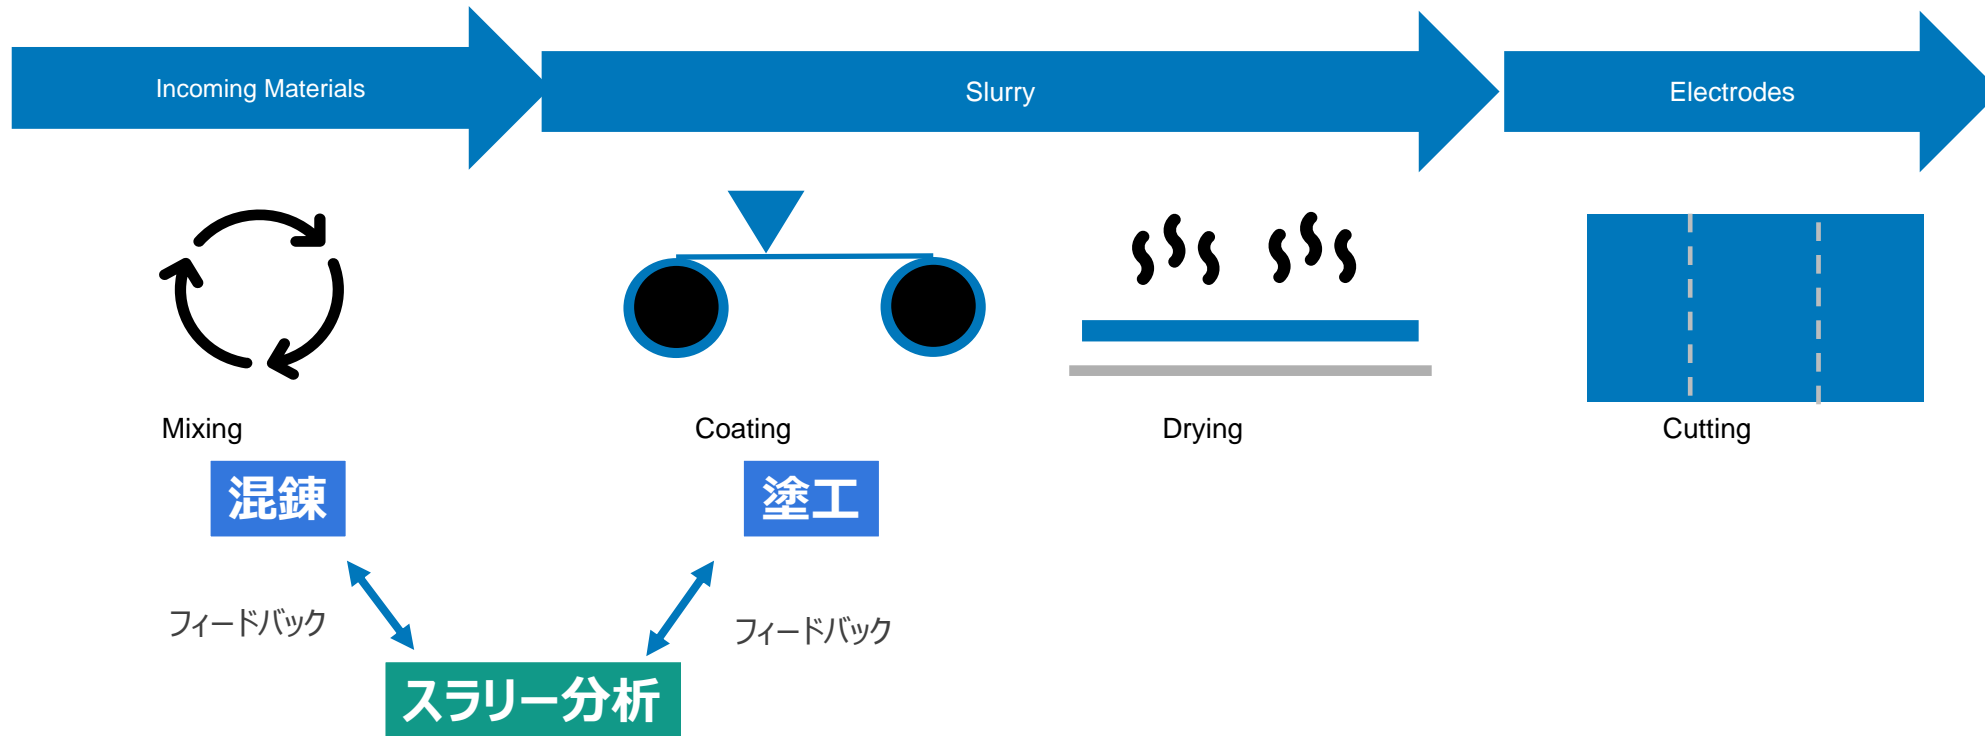 Incoming Materials
Slurry
Electrodes
Mixing
Coating
Drying
Cutting
混錬
塗工
フィードバック
フィードバック
スラリー分析